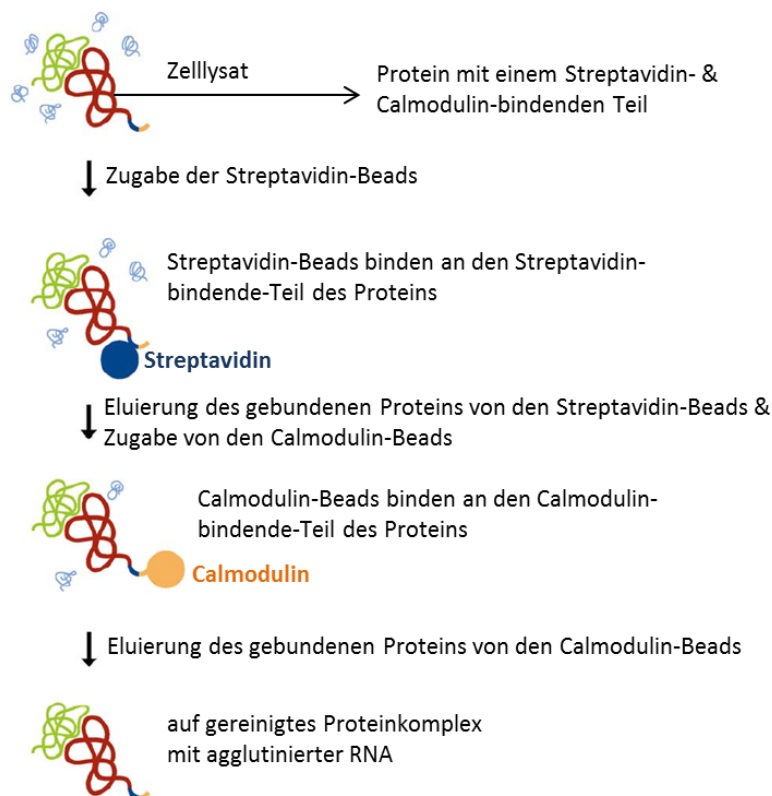 Zelllysat
Protein mit einem Streptavidin- &
Calmodulin-bindenden Teil
Zugabe der Streptavidin-Beads
Streptavidin-Beads binden an den Streptavidin-
bindende-Teil des Proteins
Streptavidin
Eluierung des gebundenen Proteins von den Streptavidin-Beads &
Zugabe von den Calmodulin-Beads
Calmodulin-Beads binden an den Calmodulin-
bindende-Teil des Proteins
Calmodulin
Eluierung des gebundenen Proteins von den Calmodulin-Beads
auf gereinigtes Proteinkomplex
mit agglutinierter RNA